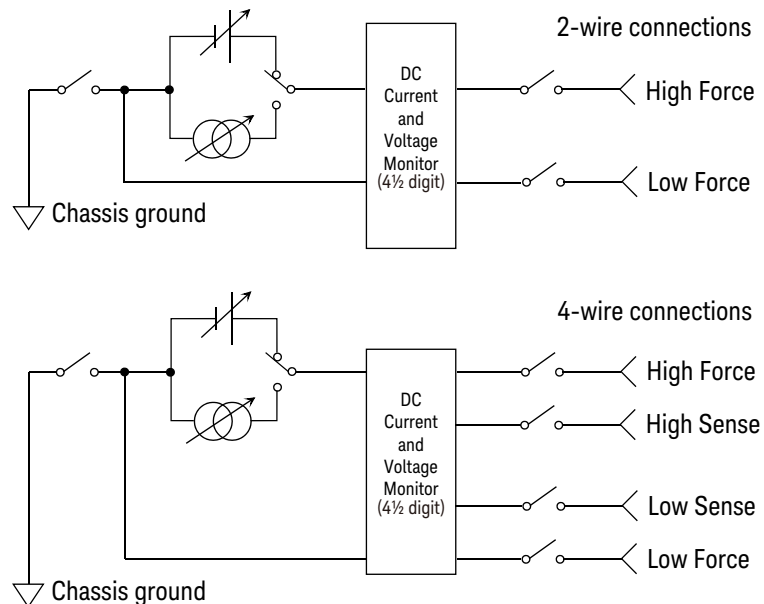 2-wire connections
DC
Current
and
Voltage
Monitor
(4½ digit)
High Force
Low Force
Chassis ground
4-wire connections
DC
Current
and
Voltage
Monitor
(4½ digit)
High Force
High Sense
Low Sense
Low Force
Chassis ground